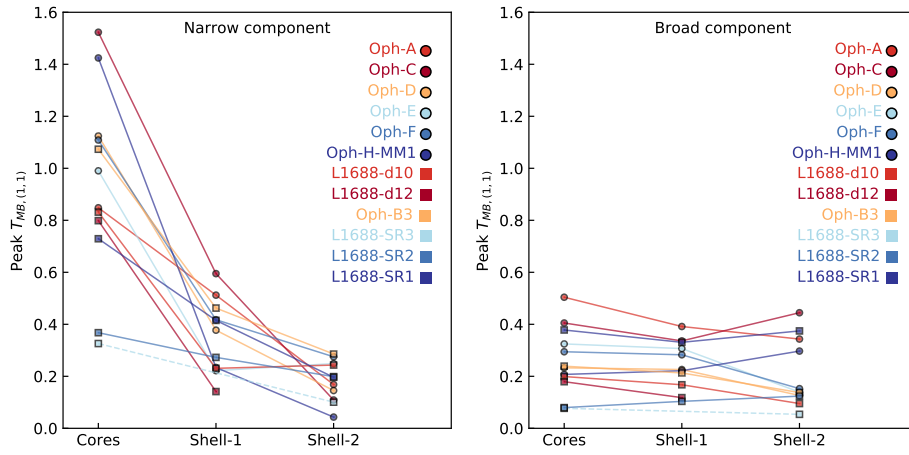 Narrow component
Peak T_{MB,(1,1)}
1.6
1.4
1.2
1.0
0.8
0.6
0.4
0.2
0.0
Oph-A
Oph-C
Oph-D
Oph-E
Oph-F
Oph-H-MM1
L1688-d10
L1688-d12
Oph-B3
L1688-SR3
L1688-SR2
L1688-SR1
Cores Shell-1 Shell-2
Broad component
Peak T_{MB,(1,1)}
1.6
1.4
1.2
1.0
0.8
0.6
0.4
0.2
0.0
Oph-A
Oph-C
Oph-D
Oph-E
Oph-F
Oph-H-MM1
L1688-d10
L1688-d12
Oph-B3
L1688-SR3
L1688-SR2
L1688-SR1
Cores Shell-1 Shell-2